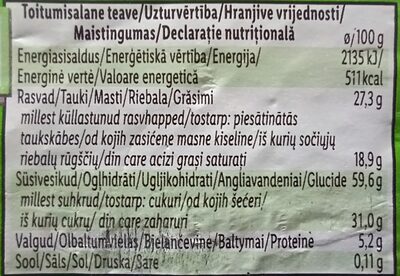 Toitumisalane teave/Uzturvērtība/Hranjive vrijednosti/
Maistingumas/Declarație nutrițională ø/100 g
Energiasisaldus/Enerģētiskā vērtība/Energija/ 2135 kJ/
Energinė vertė/Valoare energetică 511kcal
Rasvad/Tauki/Masti/Riebala/Grăsimi 27,3 g
millest küllastunud rasvhapped/tostarp: piesātinātās
taukskābes/od kojih zasićene masne kiseline/iš kurių sočiųjų
riebalų rūgščių/din care acizi grași saturați 18,9 g
Süsivesikud/Ogļhidrāti/Ugljikohidrati/Angliavandeniai/Glucide 59,6 g
millest suhkrud/tostarp: cukuri/od kojih šećeri/
iš kurių cukrų/din care zaharuri 31,0 g
Valgud/Olbaltumvielas/Bjelančevine/Baltymai/Proteine 5,2 g
Sool/Sāls/Sol/Druska/Sare 0,11 g